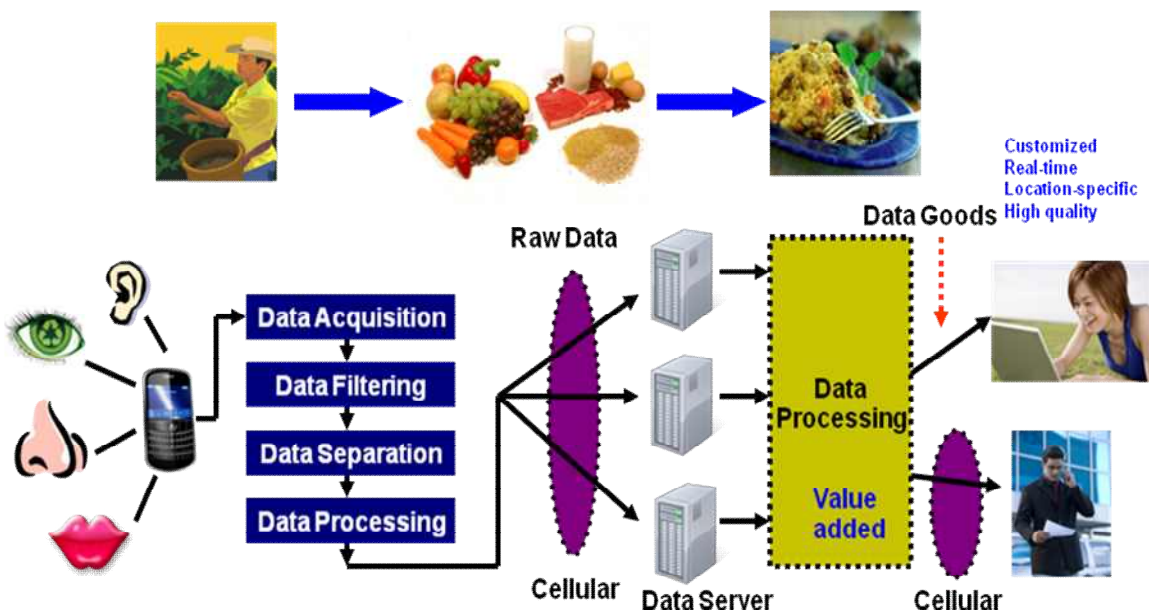 Customized
Real-time
Location-specific
High quality
Data Goods
Raw Data
Data Acquisition
Data Filtering
Data Separation
Data Processing
Data
Processing
Value
added
Cellular
Data Server
Cellular